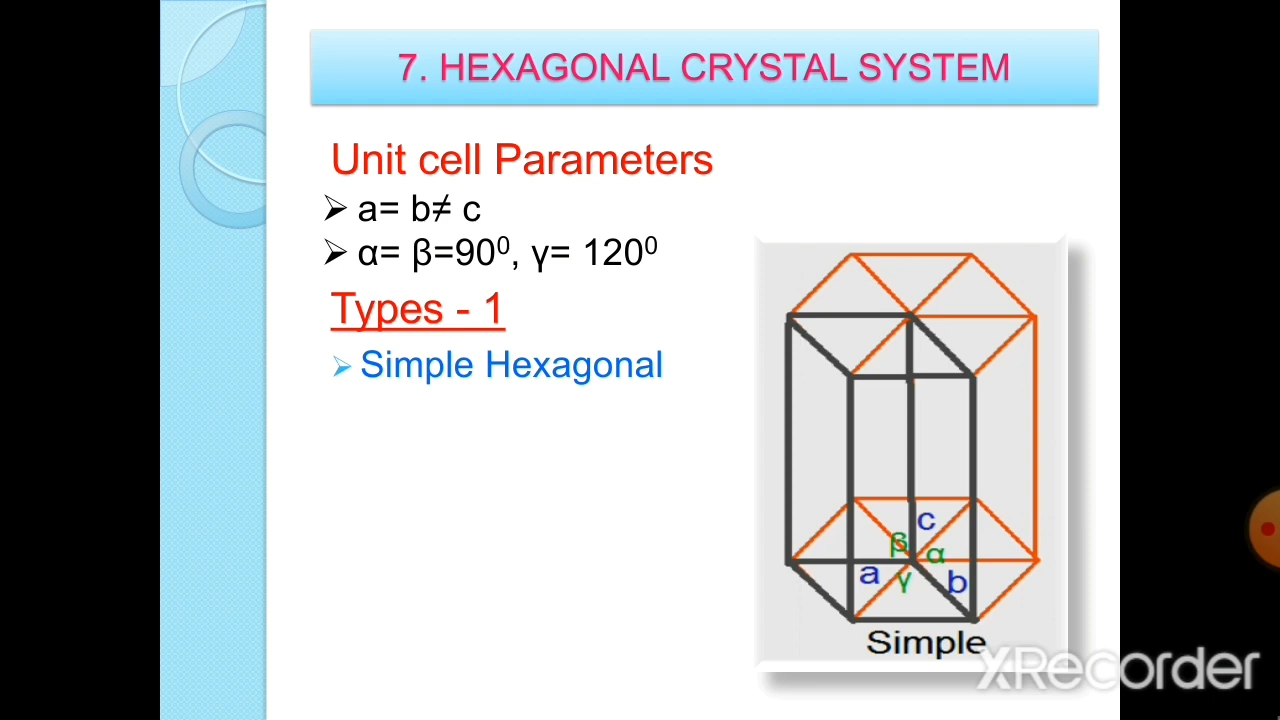 7. HEXAGONAL CRYSTAL SYSTEM
Unit cell Parameters
➢ a= b≠ c
➢ α= β=90⁰, γ= 120⁰
Types - 1
➢ Simple Hexagonal
c
β α
a γ b
Simple
XRecorder